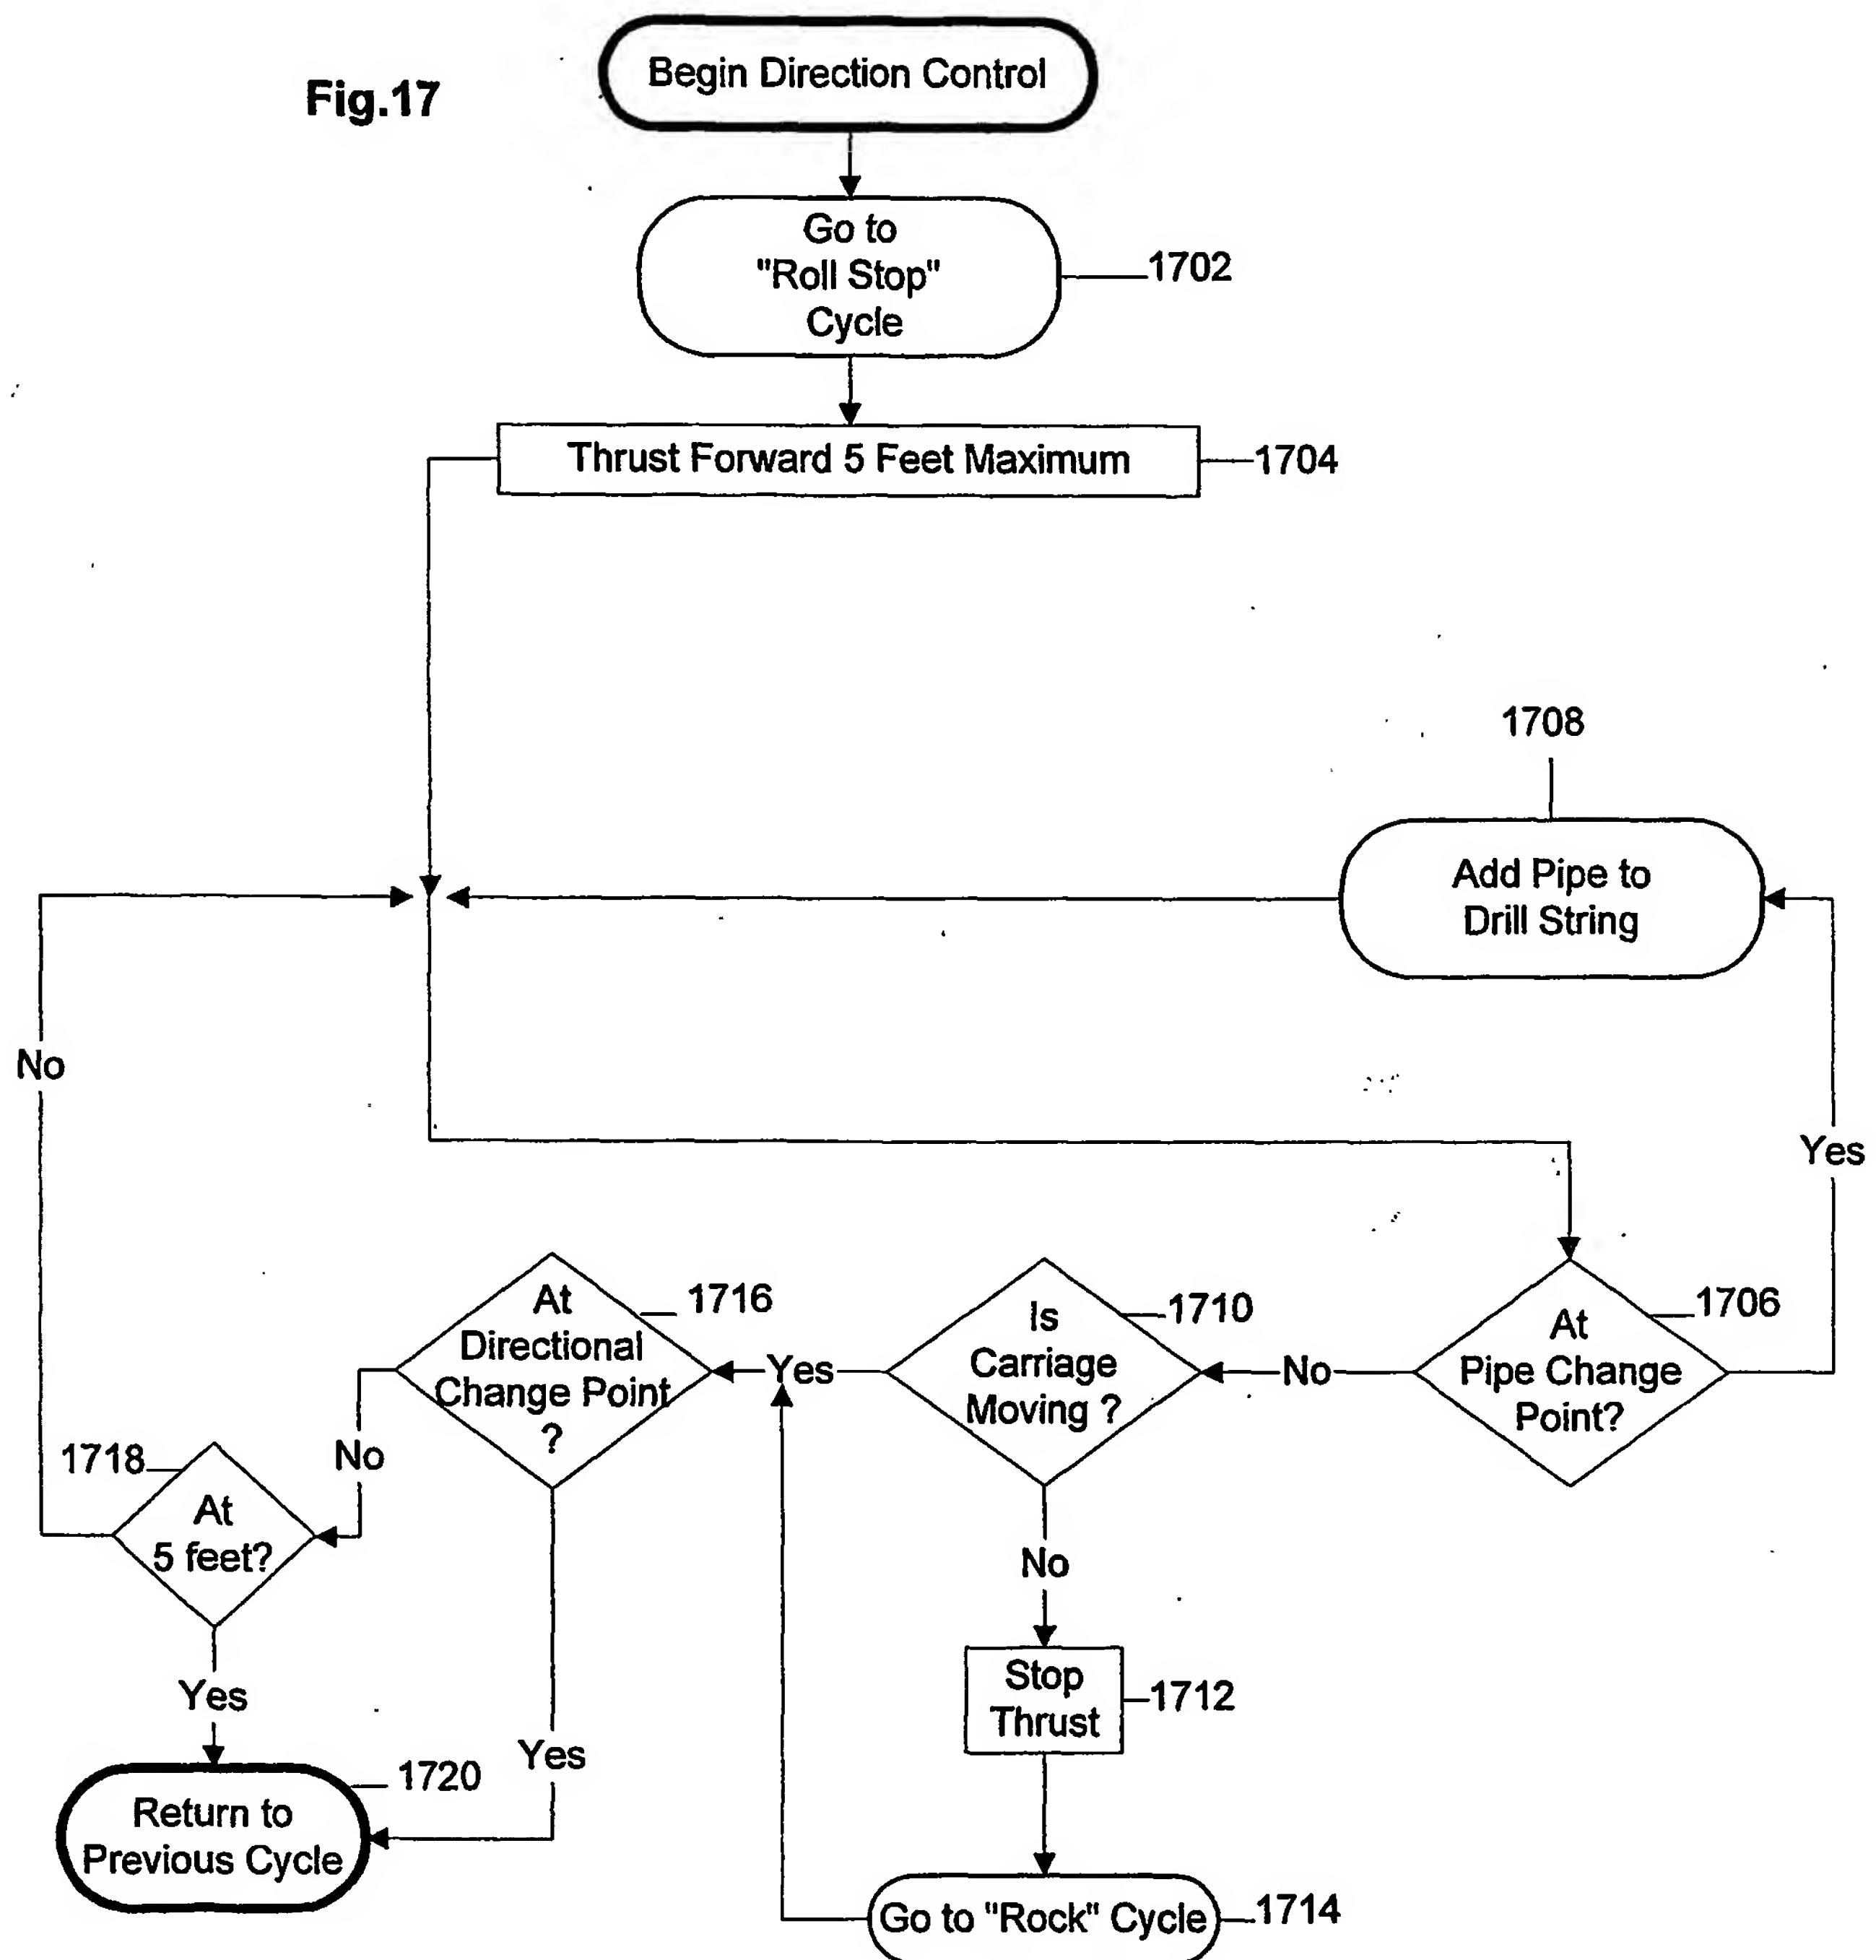 Fig.17
Begin Direction Control
Go to
"Roll Stop"
Cycle
1702
Thrust Forward 5 Feet Maximum
1704
1708
Add Pipe to
Drill String
No
Yes
At
Directional
Change Point
?
1716
Yes
Is
Carriage
Moving ?
1710
No
At
Pipe Change
Point?
1706
1718
At
5 feet?
No
No
Stop
Thrust
1712
Yes
Yes
1720
Return to
Previous Cycle
Go to "Rock" Cycle
1714